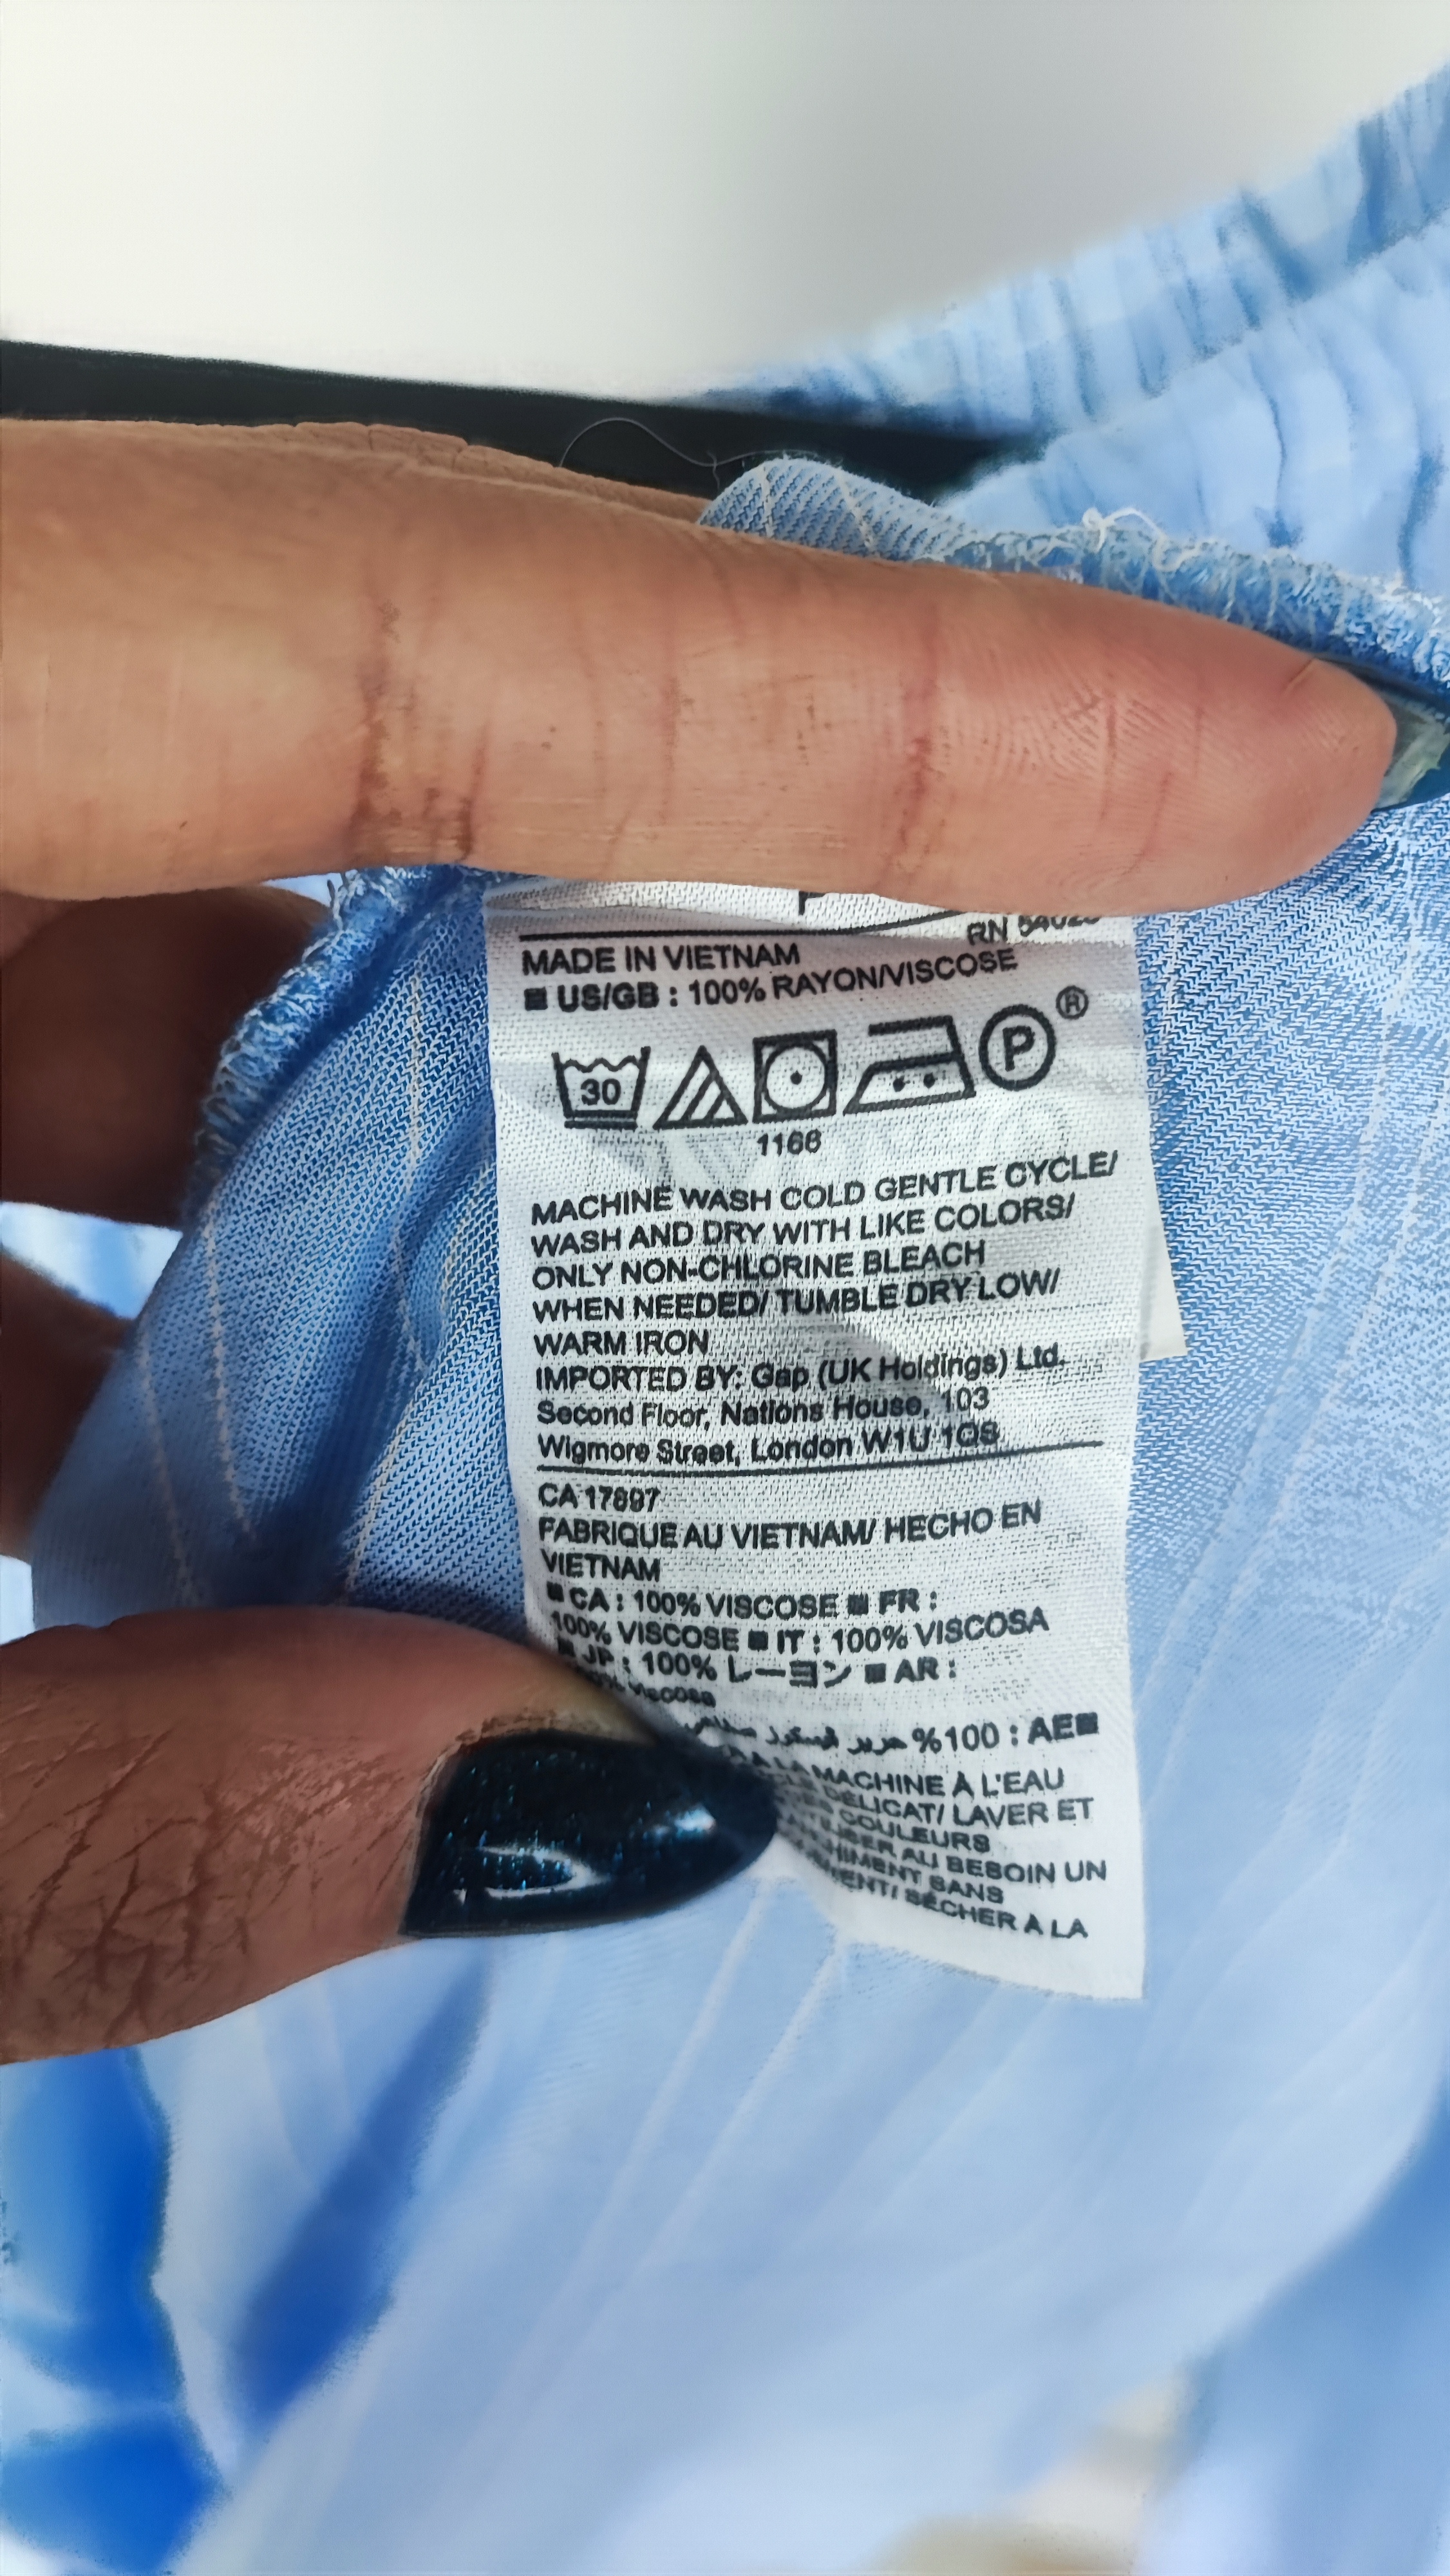 RN 54023
MADE IN VIETNAM
■ US/GB : 100% RAYON/VISCOSE
30 P ®
1166
MACHINE WASH COLD GENTLE CYCLE/
WASH AND DRY WITH LIKE COLORS/
ONLY NON-CHLORINE BLEACH
WHEN NEEDED/ TUMBLE DRY LOW/
WARM IRON
IMPORTED BY: Gap (UK Holdings) Ltd.
Second Floor, Nations House, 103
Wigmore Street, London W1U 1QS
CA 17897
FABRIQUE AU VIETNAM/ HECHO EN
VIETNAM
■ CA : 100% VISCOSE ■ FR :
100% VISCOSE ■ IT : 100% VISCOSA
■ JP : 100% レーヨン ■ AR :
Viscosa
■AE : 100% حرير
MACHINE À L'EAU
DÉLICAT/ LAVER ET
COULEURS
AU BESOIN UN
SANS
SÉCHER À LA